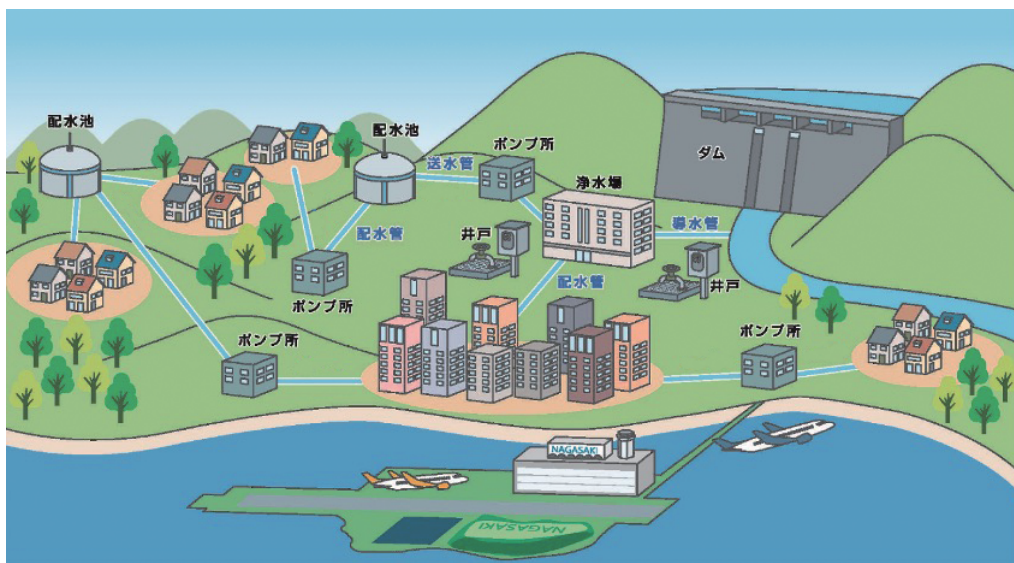 配水池
配水池
送水管
ポンプ所
浄水場
ダム
導水管
配水管
井戸
配水管
井戸
ポンプ所
ポンプ所
ポンプ所
NAGASAKI
NAGASAKI